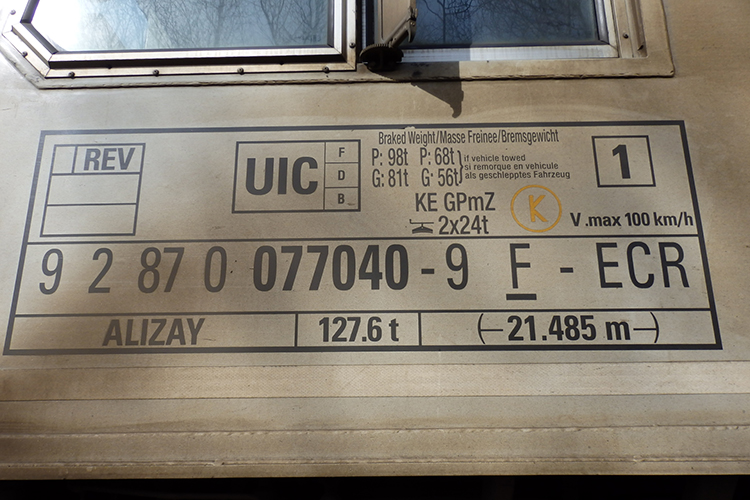 REV
UIC
F
D
B
Braked Weight/Masse Freinee/Bremsgewicht
P: 98t P: 68t
G: 81t G: 56t
if vehicle towed
si remorque en vehicule
als geschlepptes Fahrzeug
KE GPmZ
2x24t
K
1
V.max 100 km/h
9 2 87 0 077040-9 F - ECR
ALIZAY
127.6 t
21.485 m